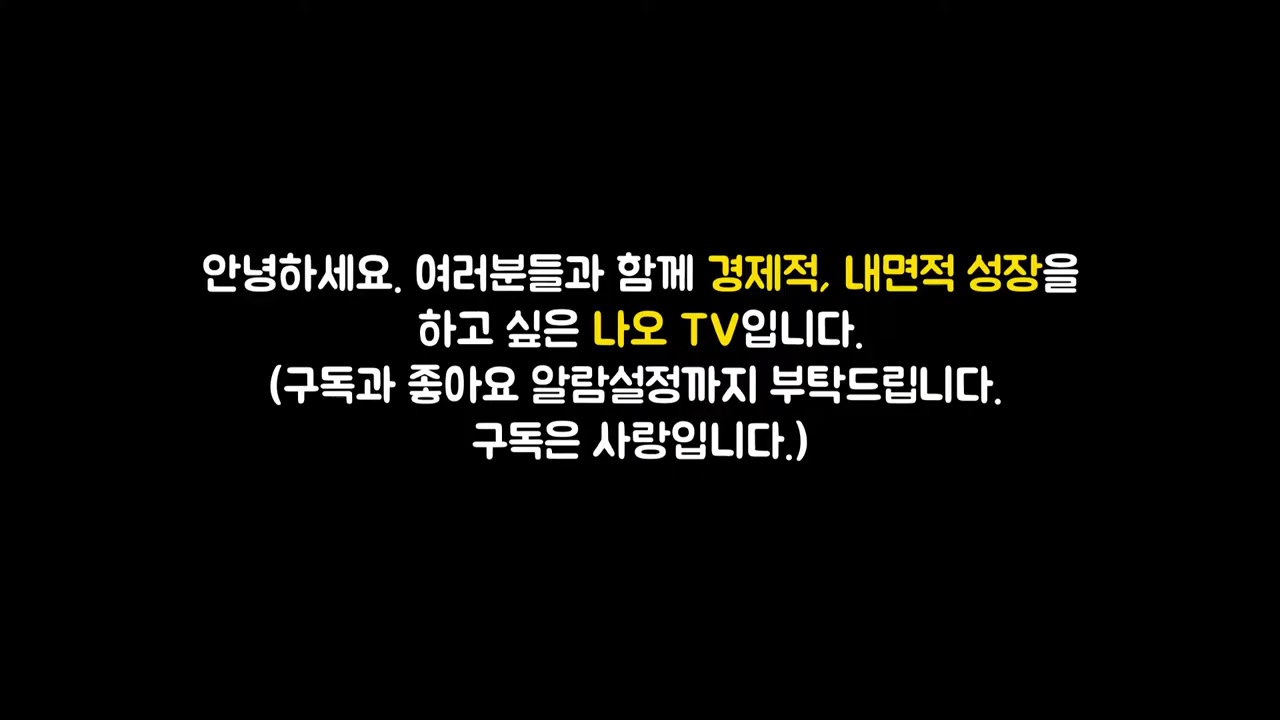 안녕하세요. 여러분들과 함께 경제적, 내면적 성장을
하고 싶은 나오 TV입니다.
(구독과 좋아요 알람설정까지 부탁드립니다.
구독은 사랑입니다.)